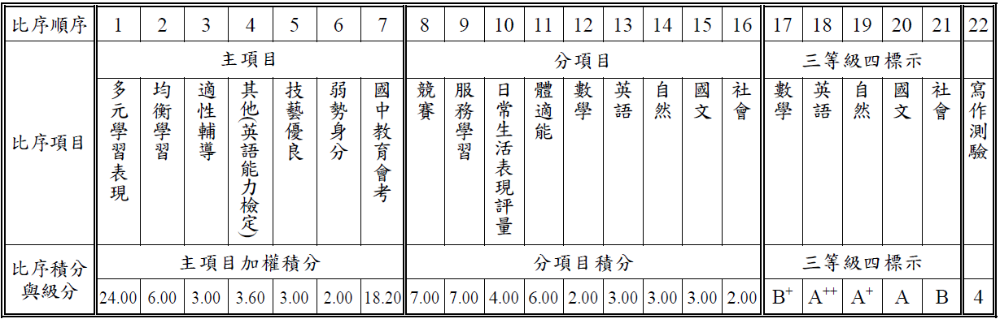 比序順序 1 2 3 4 5 6 7 8 9 10 11 12 13 14 15 16 17 18 19 20 21 22
比序項目 主項目 分項目 三等級四標示
多元學習表現 均衡學習 適性輔導 其他(英語能力檢定) 技藝優良 弱勢身分 國中教育會考 競賽 服務學習 日常生活表現評量 體適能 數學 英語 自然 國文 社會 數學 英語 自然 國文 社會 寫作測驗
比序積分與級分 主項目加權積分 分項目積分 三等級四標示
24.00 6.00 3.00 3.60 3.00 2.00 18.20 7.00 7.00 4.00 6.00 2.00 3.00 3.00 3.00 2.00 B⁺ A⁺⁺ A⁺ A B 4